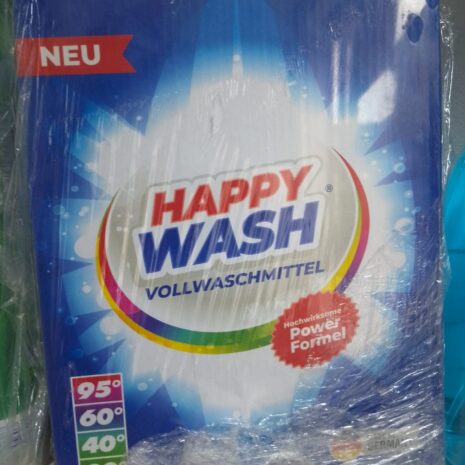 NEU
HAPPY
WASH
®
VOLLWASCHMITTEL
Hochwirksame
Power
Formel
95°
60°
40°